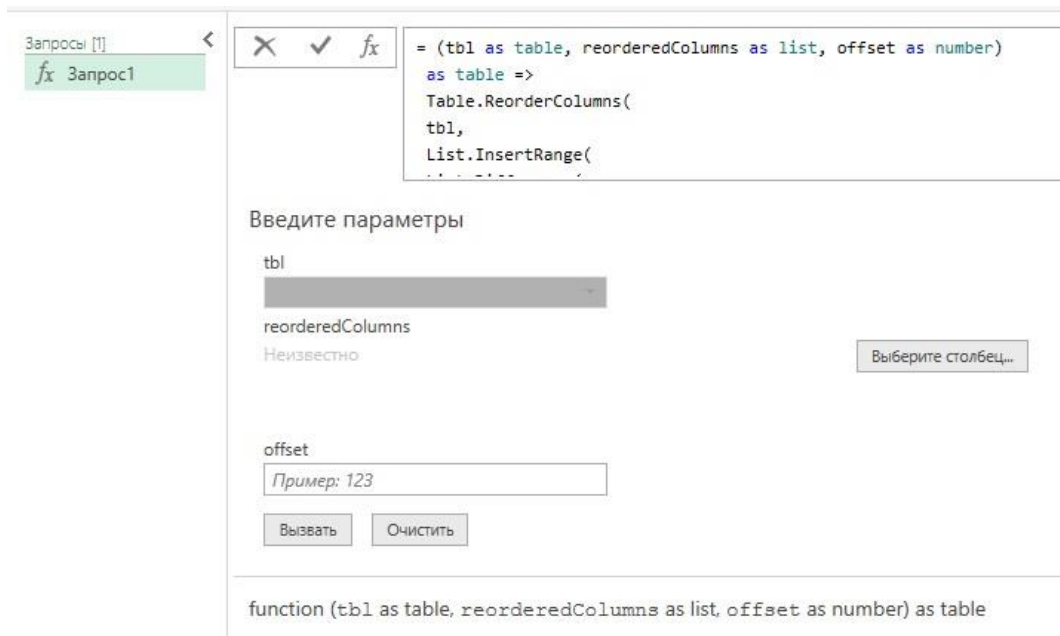 Запросы [1]
fx Запрос1
fx
= (tbl as table, reorderedColumns as list, offset as number)
as table =>
Table.ReorderColumns(
tbl,
List.InsertRange(
Введите параметры
tbl
reorderedColumns
Неизвестно
Выберите столбец...
offset
Пример: 123
Вызвать
Очистить
function (tbl as table, reorderedColumns as list, offset as number) as table